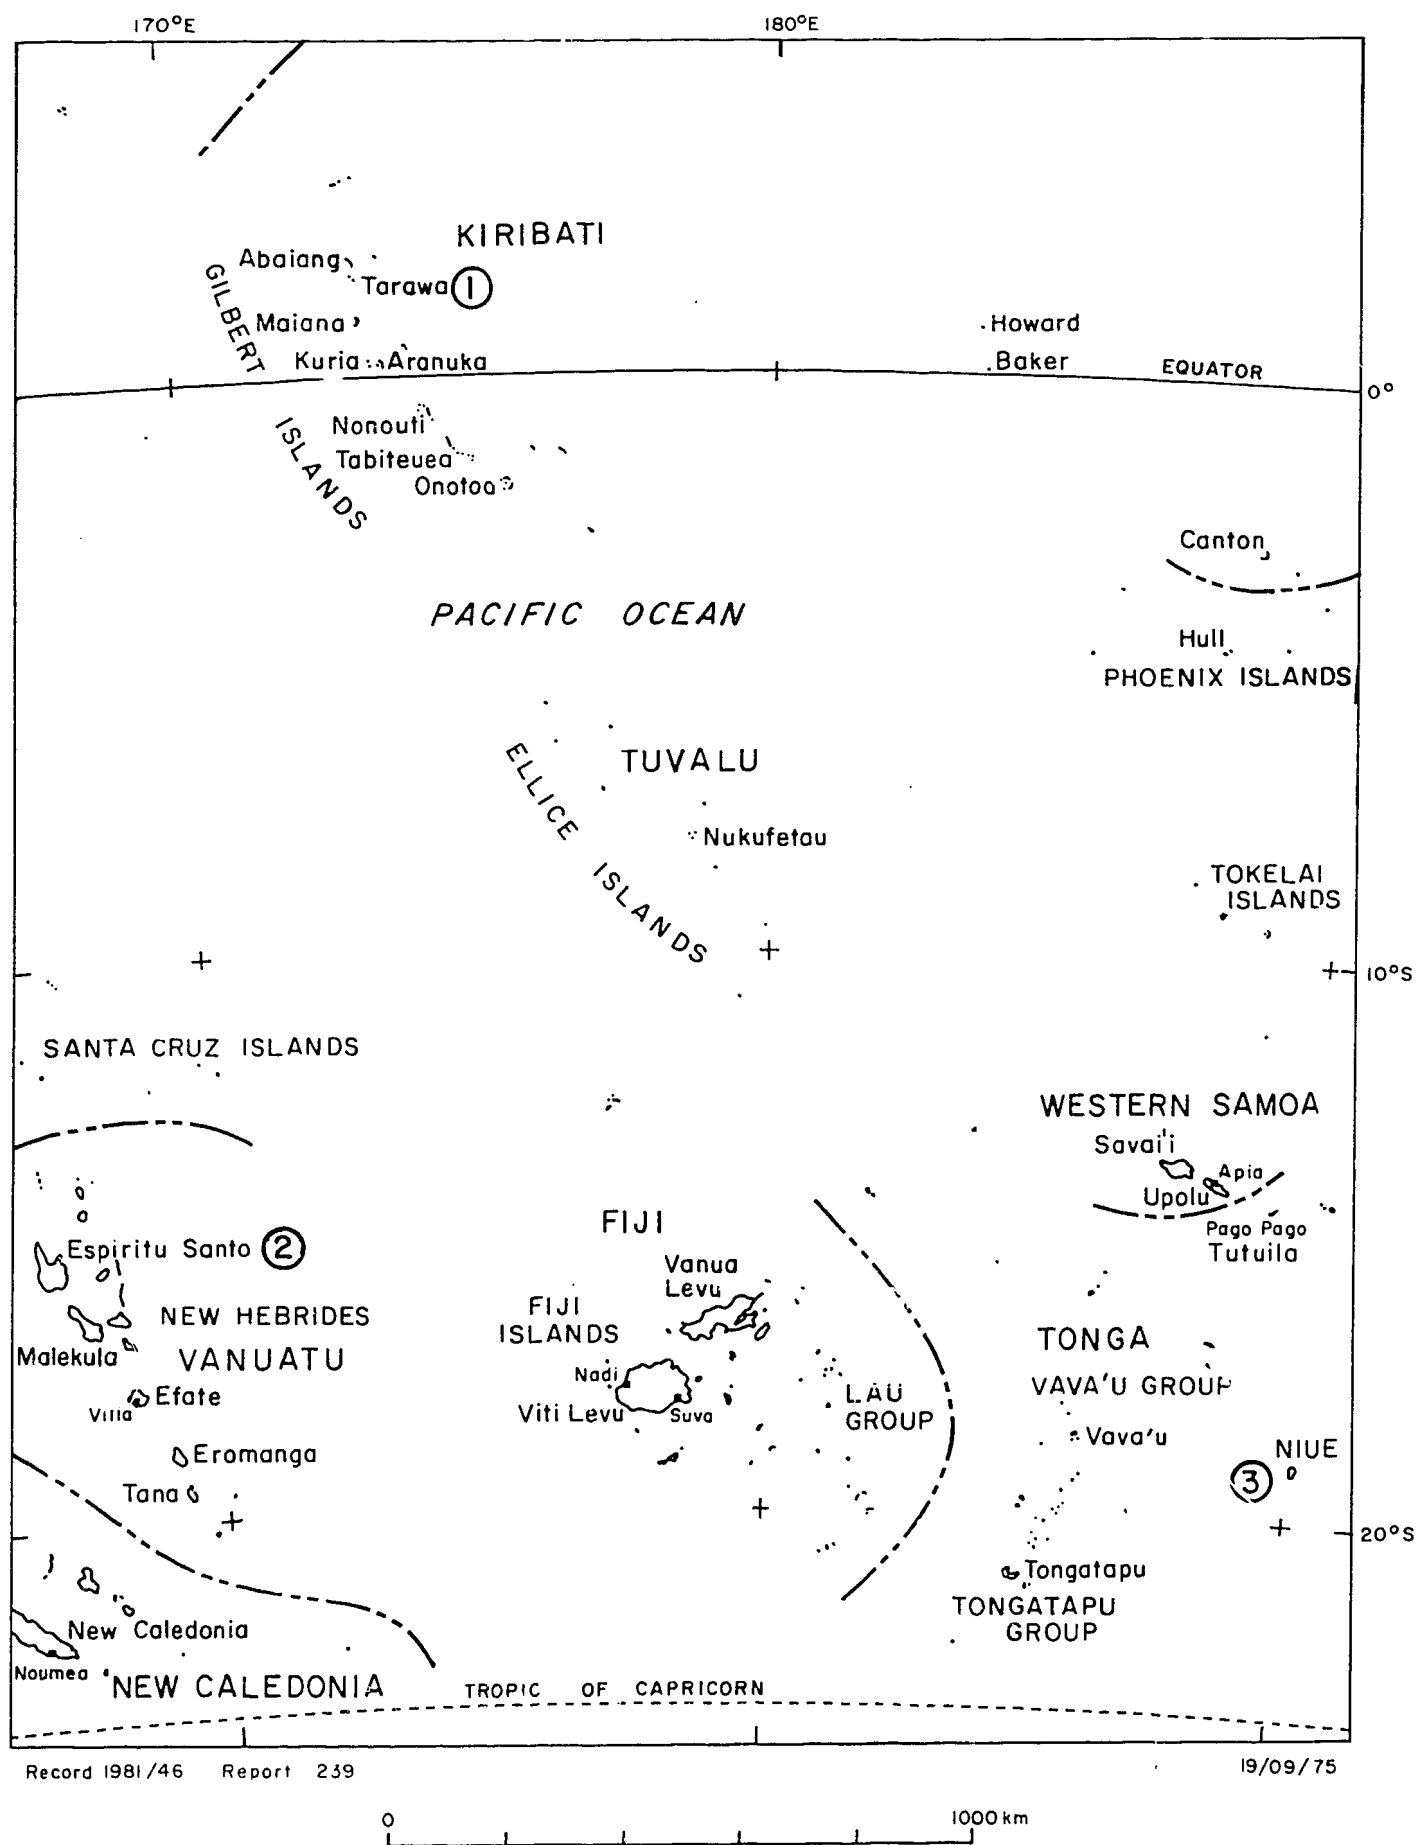 170°E
180°E
KIRIBATI
Abaiang
Tarawa 1
GILBERT
ISLANDS
Maiana
Howard
Kuria
Aranuka
Baker
EQUATOR
0°
Nonouti
Tabiteuea
Onotoa
Canton
PACIFIC OCEAN
Hull
PHOENIX ISLANDS
TUVALU
ELLICE ISLANDS
Nukufetau
TOKELAI
ISLANDS
10°S
SANTA CRUZ ISLANDS
WESTERN SAMOA
Savai'i
Apia
Upolu
Pago Pago
Tutuila
FIJI
Espiritu Santo 2
Vanua
Levu
NEW HEBRIDES
FIJI
ISLANDS
TONGA
Malekula
VANUATU
Nadi
VAVA'U GROUP
Efate
Villa
Viti Levu
Suva
LAU
GROUP
Vava'u
Eromanga
NIUE
3
Tana
20°S
Tongatapu
TONGATAPU
GROUP
New Caledonia
Noumea
NEW CALEDONIA
TROPIC OF CAPRICORN
Record 1981/46 Report 239
19/09/75
0
1000 km